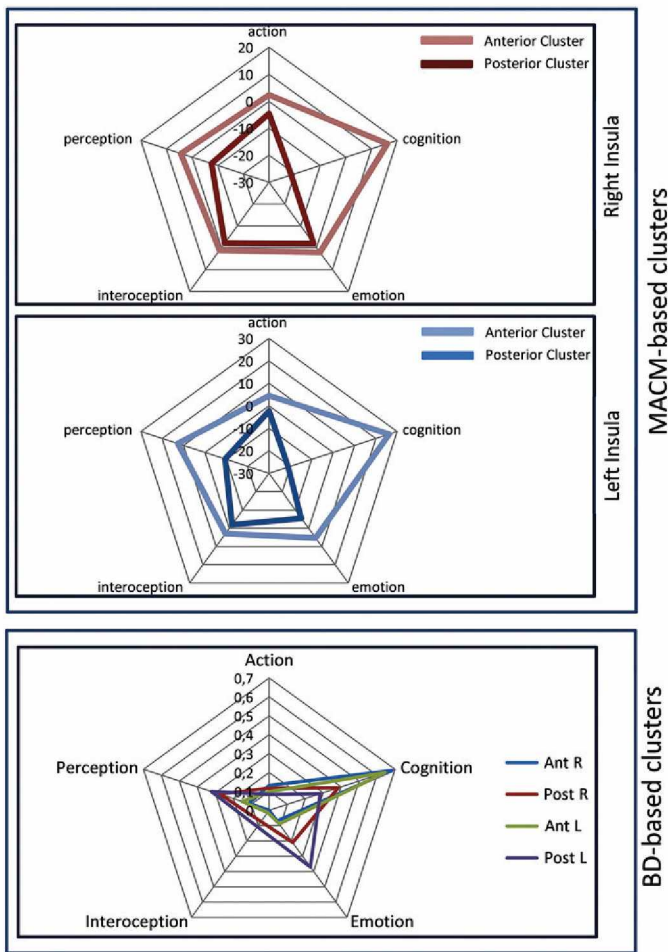 action
20
10
0
-10
-20
-30
perception
cognition
interoception
emotion
Anterior Cluster
Posterior Cluster
Right Insula
action
30
20
10
0
-10
-20
-30
perception
cognition
interoception
emotion
Anterior Cluster
Posterior Cluster
Left Insula
MACM-based clusters
Action
0,7
0,6
0,5
0,4
0,3
0,2
0,1
0
Perception
Cognition
Interoception
Emotion
Ant R
Post R
Ant L
Post L
BD-based clusters